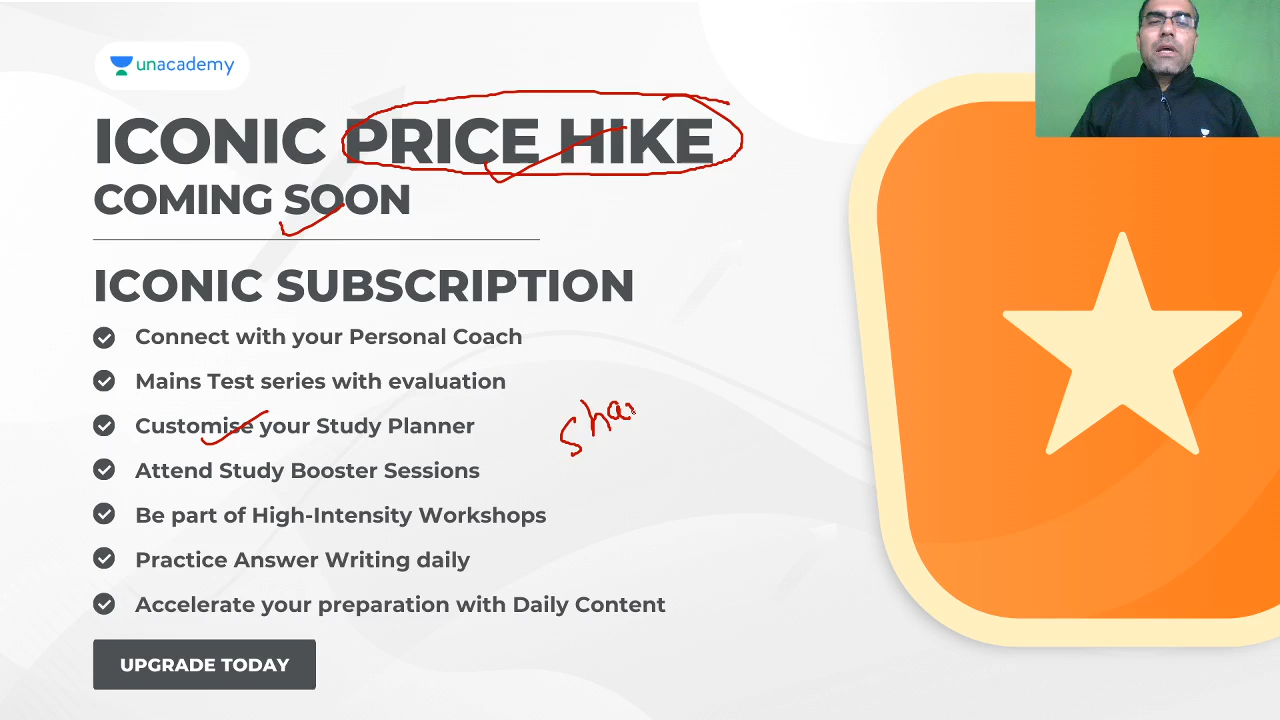 unacademy
ICONIC PRICE HIKE
COMING SOON
ICONIC SUBSCRIPTION
Connect with your Personal Coach
Mains Test series with evaluation
Customise your Study Planner
Sha
Attend Study Booster Sessions
Be part of High-Intensity Workshops
Practice Answer Writing daily
Accelerate your preparation with Daily Content
UPGRADE TODAY